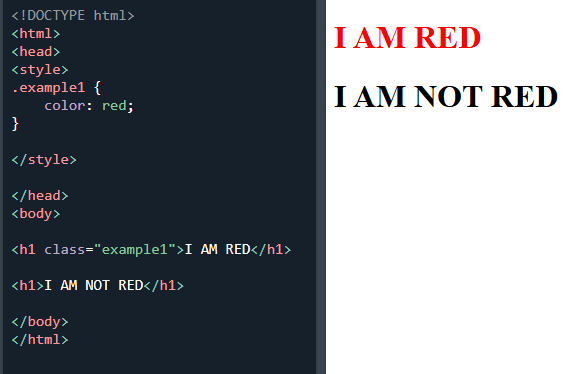 <!DOCTYPE html>
<html>
<head>
<style>
.example1 {
    color: red;
}
</style>
</head>
<body>
<h1 class="example1">I AM RED</h1>
<h1>I AM NOT RED</h1>
</body>
</html>
I AM RED
I AM NOT RED